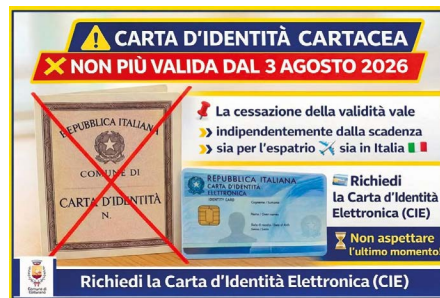 CARTA D'IDENTITÀ CARTACEA
NON PIÙ VALIDA DAL 3 AGOSTO 2026
La cessazione della validità vale
indipendentemente dalla scadenza
sia per l'espatrio sia in Italia
REPUBBLICA ITALIANA
COMUNE DI
CARTA D'IDENTITÀ
N.
REPUBBLICA ITALIANA
CARTA D'IDENTITÀ
ELETTRONICA
IDENTITY CARD
Richiedi
la Carta d'Identità
Elettronica (CIE)
Non aspettare
l'ultimo momento!
Richiedi la Carta d'Identità Elettronica (CIE)